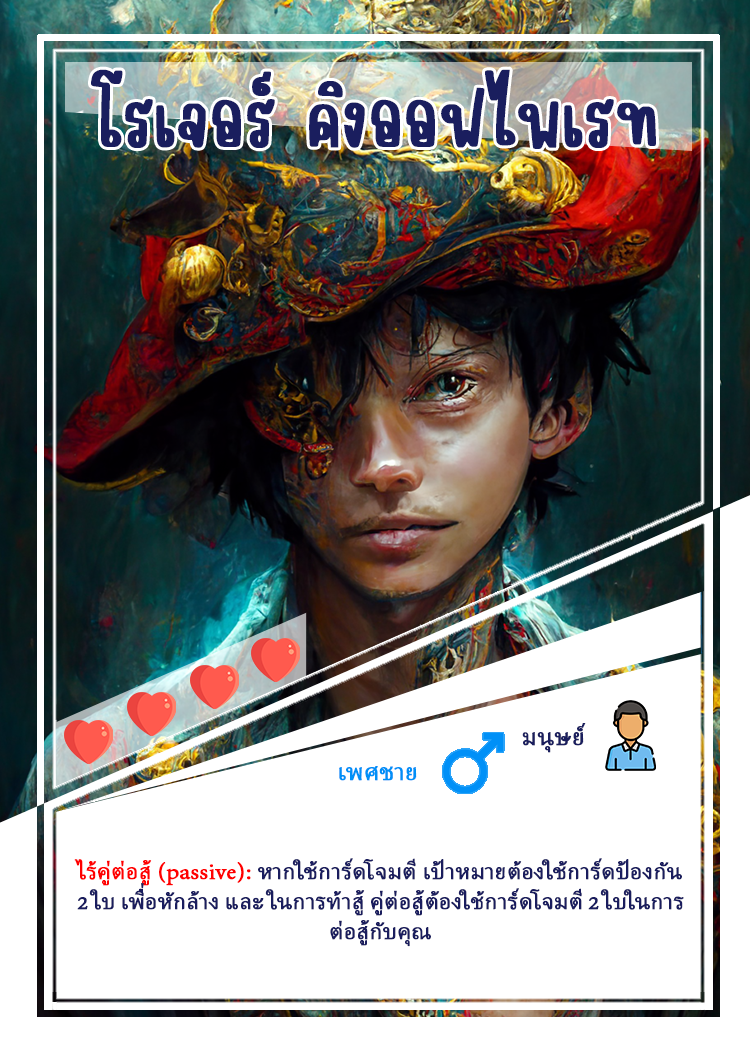 โรเจอร์ คิงออฟไพเรท
มนุษย์
เพศชาย
ไร้คู่ต่อสู้ (passive): หากใช้การ์ดโจมตี เป้าหมายต้องใช้การ์ดป้องกัน
2ใบ เพื่อหักล้าง และในการท้าสู้ คู่ต่อสู้ต้องใช้การ์ดโจมตี 2ใบในการ
ต่อสู้กับคุณ